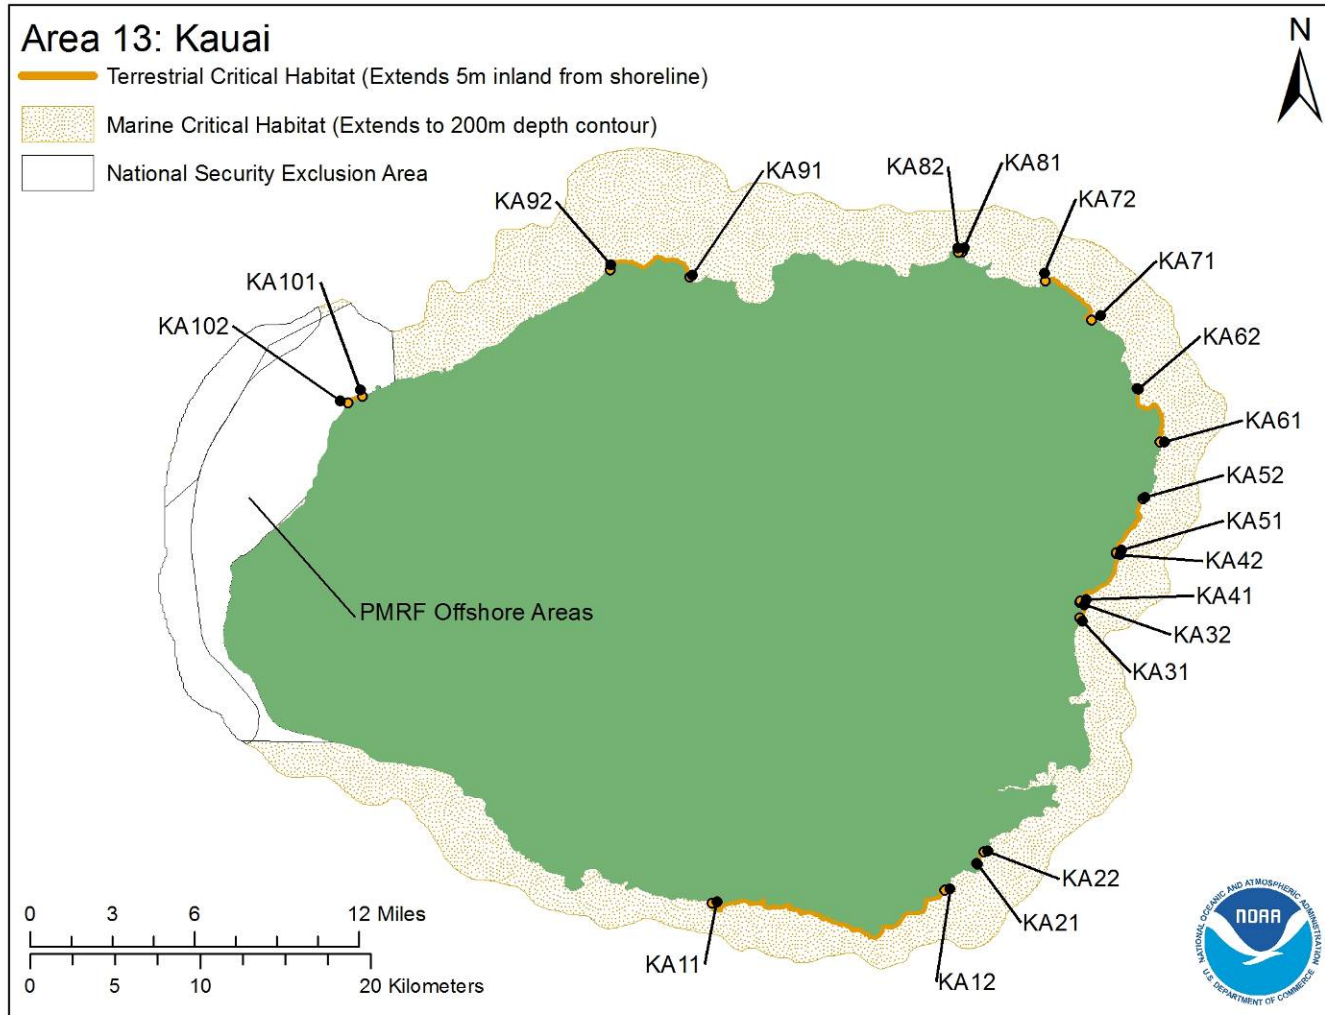 Area 13: Kauai
N
Terrestrial Critical Habitat (Extends 5m inland from shoreline)
Marine Critical Habitat (Extends to 200m depth contour)
National Security Exclusion Area
KA91
KA82
KA81
KA92
KA72
KA101
KA71
KA102
KA62
KA61
KA52
KA51
KA42
KA41
PMRF Offshore Areas
KA32
KA31
KA22
KA21
KA11
KA12
0 3 6 12 Miles
0 5 10 20 Kilometers
NATIONAL OCEANIC AND ATMOSPHERIC ADMINISTRATION
NOAA
U.S. DEPARTMENT OF COMMERCE